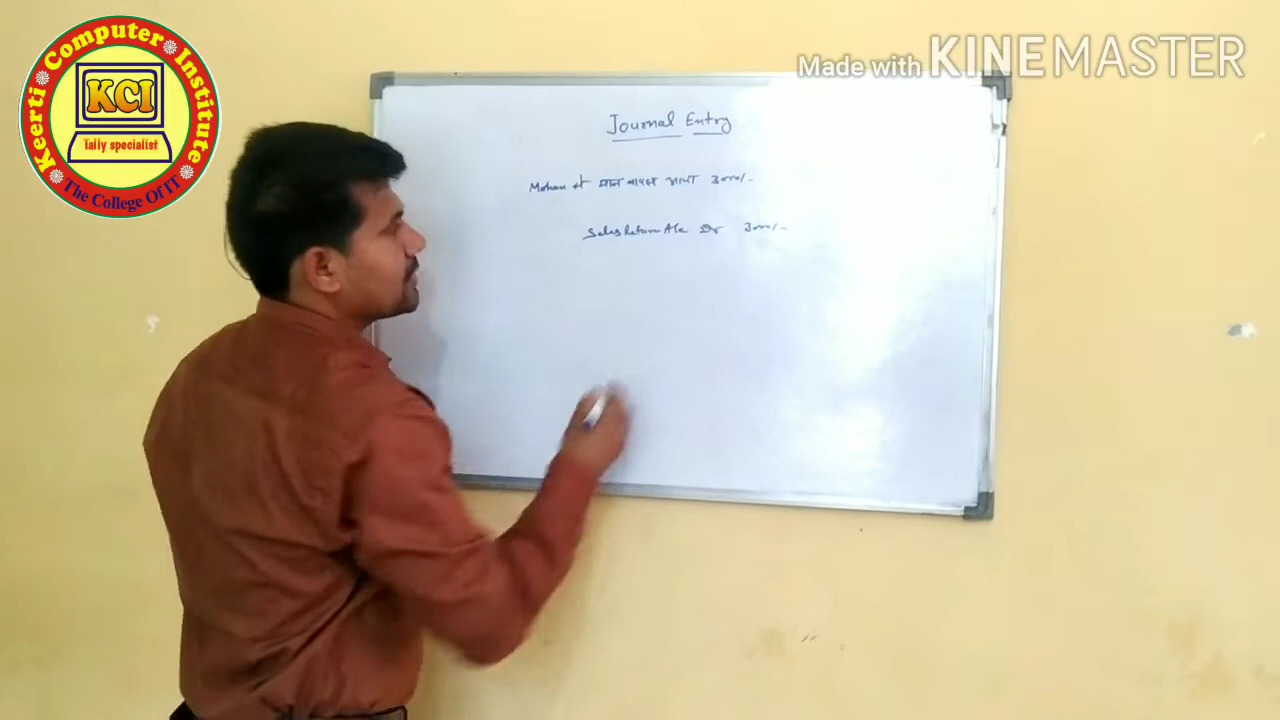 Keerti Computer Institute
KCI
Tally specialist
The College Of IT
Made with KINEMASTER
Journal Entry
Mohan से माल वापस आया 3000/-
Sales Return A/c Dr 3000/-